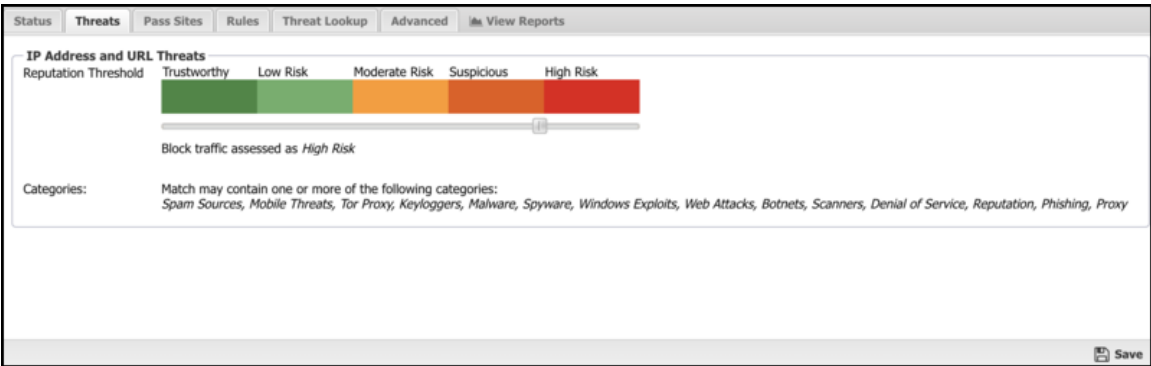 Status Threats Pass Sites Rules Threat Lookup Advanced View Reports
IP Address and URL Threats
Reputation Threshold Trustworthy Low Risk Moderate Risk Suspicious High Risk
Block traffic assessed as High Risk
Categories: Match may contain one or more of the following categories:
Spam Sources, Mobile Threats, Tor Proxy, Keyloggers, Malware, Spyware, Windows Exploits, Web Attacks, Botnets, Scanners, Denial of Service, Reputation, Phishing, Proxy
Save